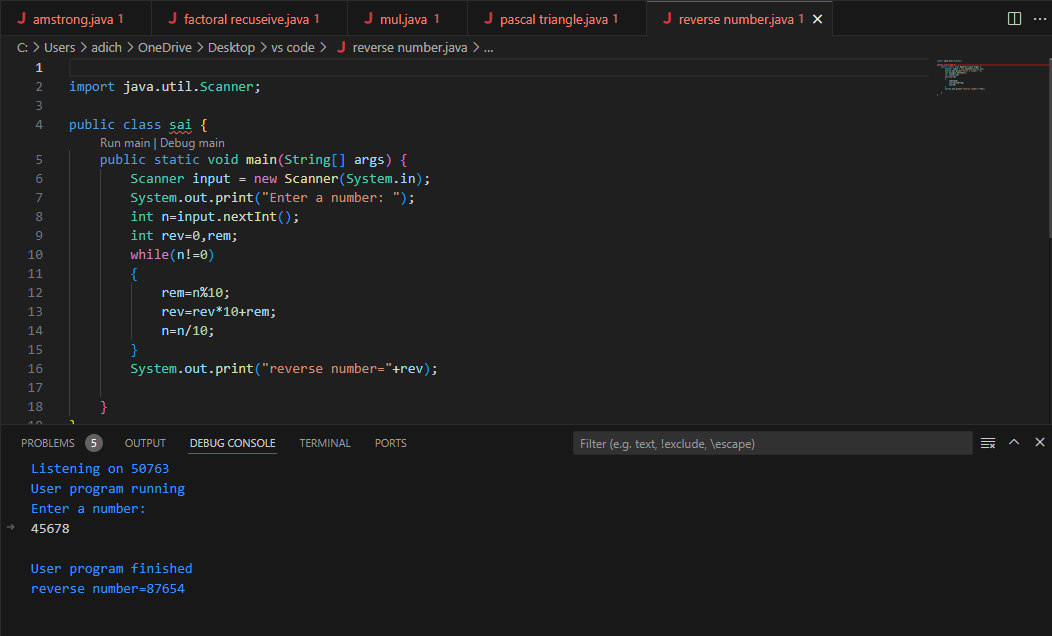 J amstrong.java 1 J factoral recuseive.java 1 J mul.java 1 J pascal triangle.java 1 J reverse number.java 1 ×
C: > Users > adich > OneDrive > Desktop > vs code > J reverse number.java > ...
1
2 import java.util.Scanner;
3
4 public class sai {
Run main | Debug main
5 public static void main(String[] args) {
6 Scanner input = new Scanner(System.in);
7 System.out.print("Enter a number: ");
8 int n=input.nextInt();
9 int rev=0,rem;
10 while(n!=0)
11 {
12 rem=n%10;
13 rev=rev*10+rem;
14 n=n/10;
15 }
16 System.out.print("reverse number="+rev);
17
18 }
19 }
PROBLEMS 5 OUTPUT DEBUG CONSOLE TERMINAL PORTS Filter (e.g. text, !exclude, \escape)
Listening on 50763
User program running
Enter a number:
45678
User program finished
reverse number=87654